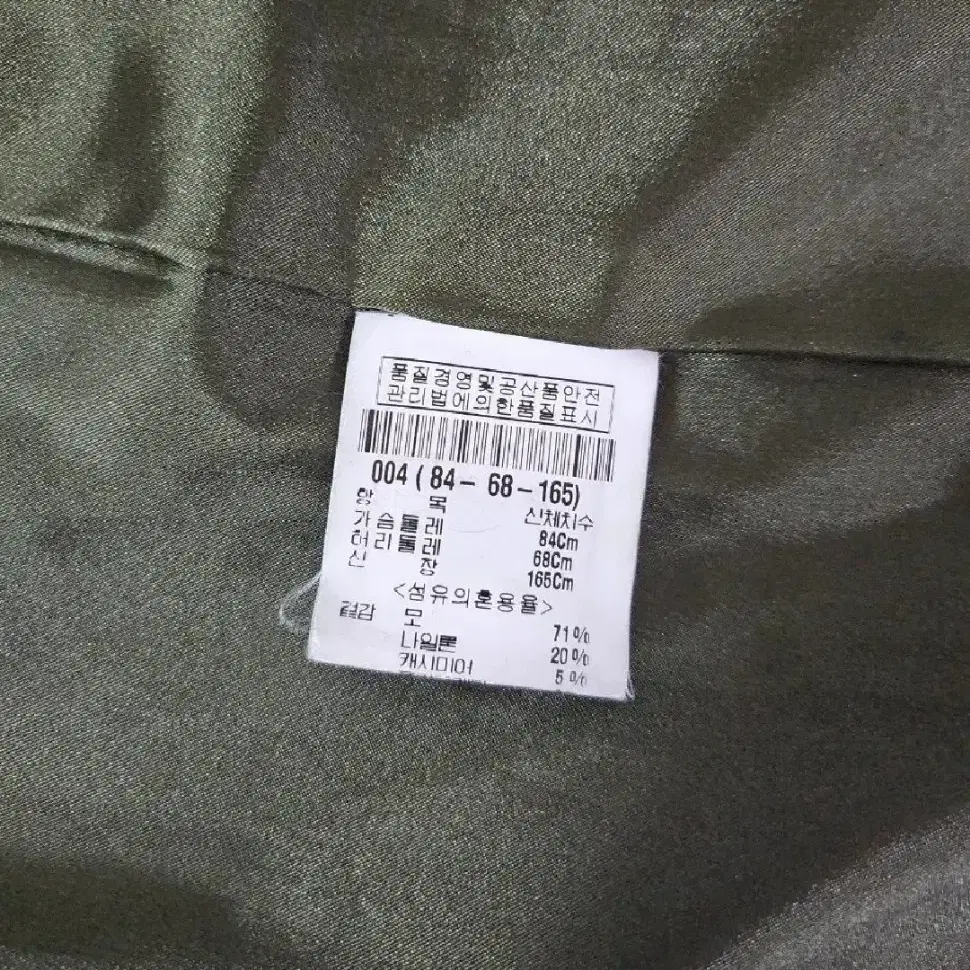 품질경영및공산품안전
관리법에의한품질표시
004 ( 84 - 68 - 165)
항 목 신체치수
가슴둘레 84Cm
허리둘레 68Cm
신 장 165Cm
<섬유의혼용율>
겉감 모 71%
나일론 20%
캐시미어 5%